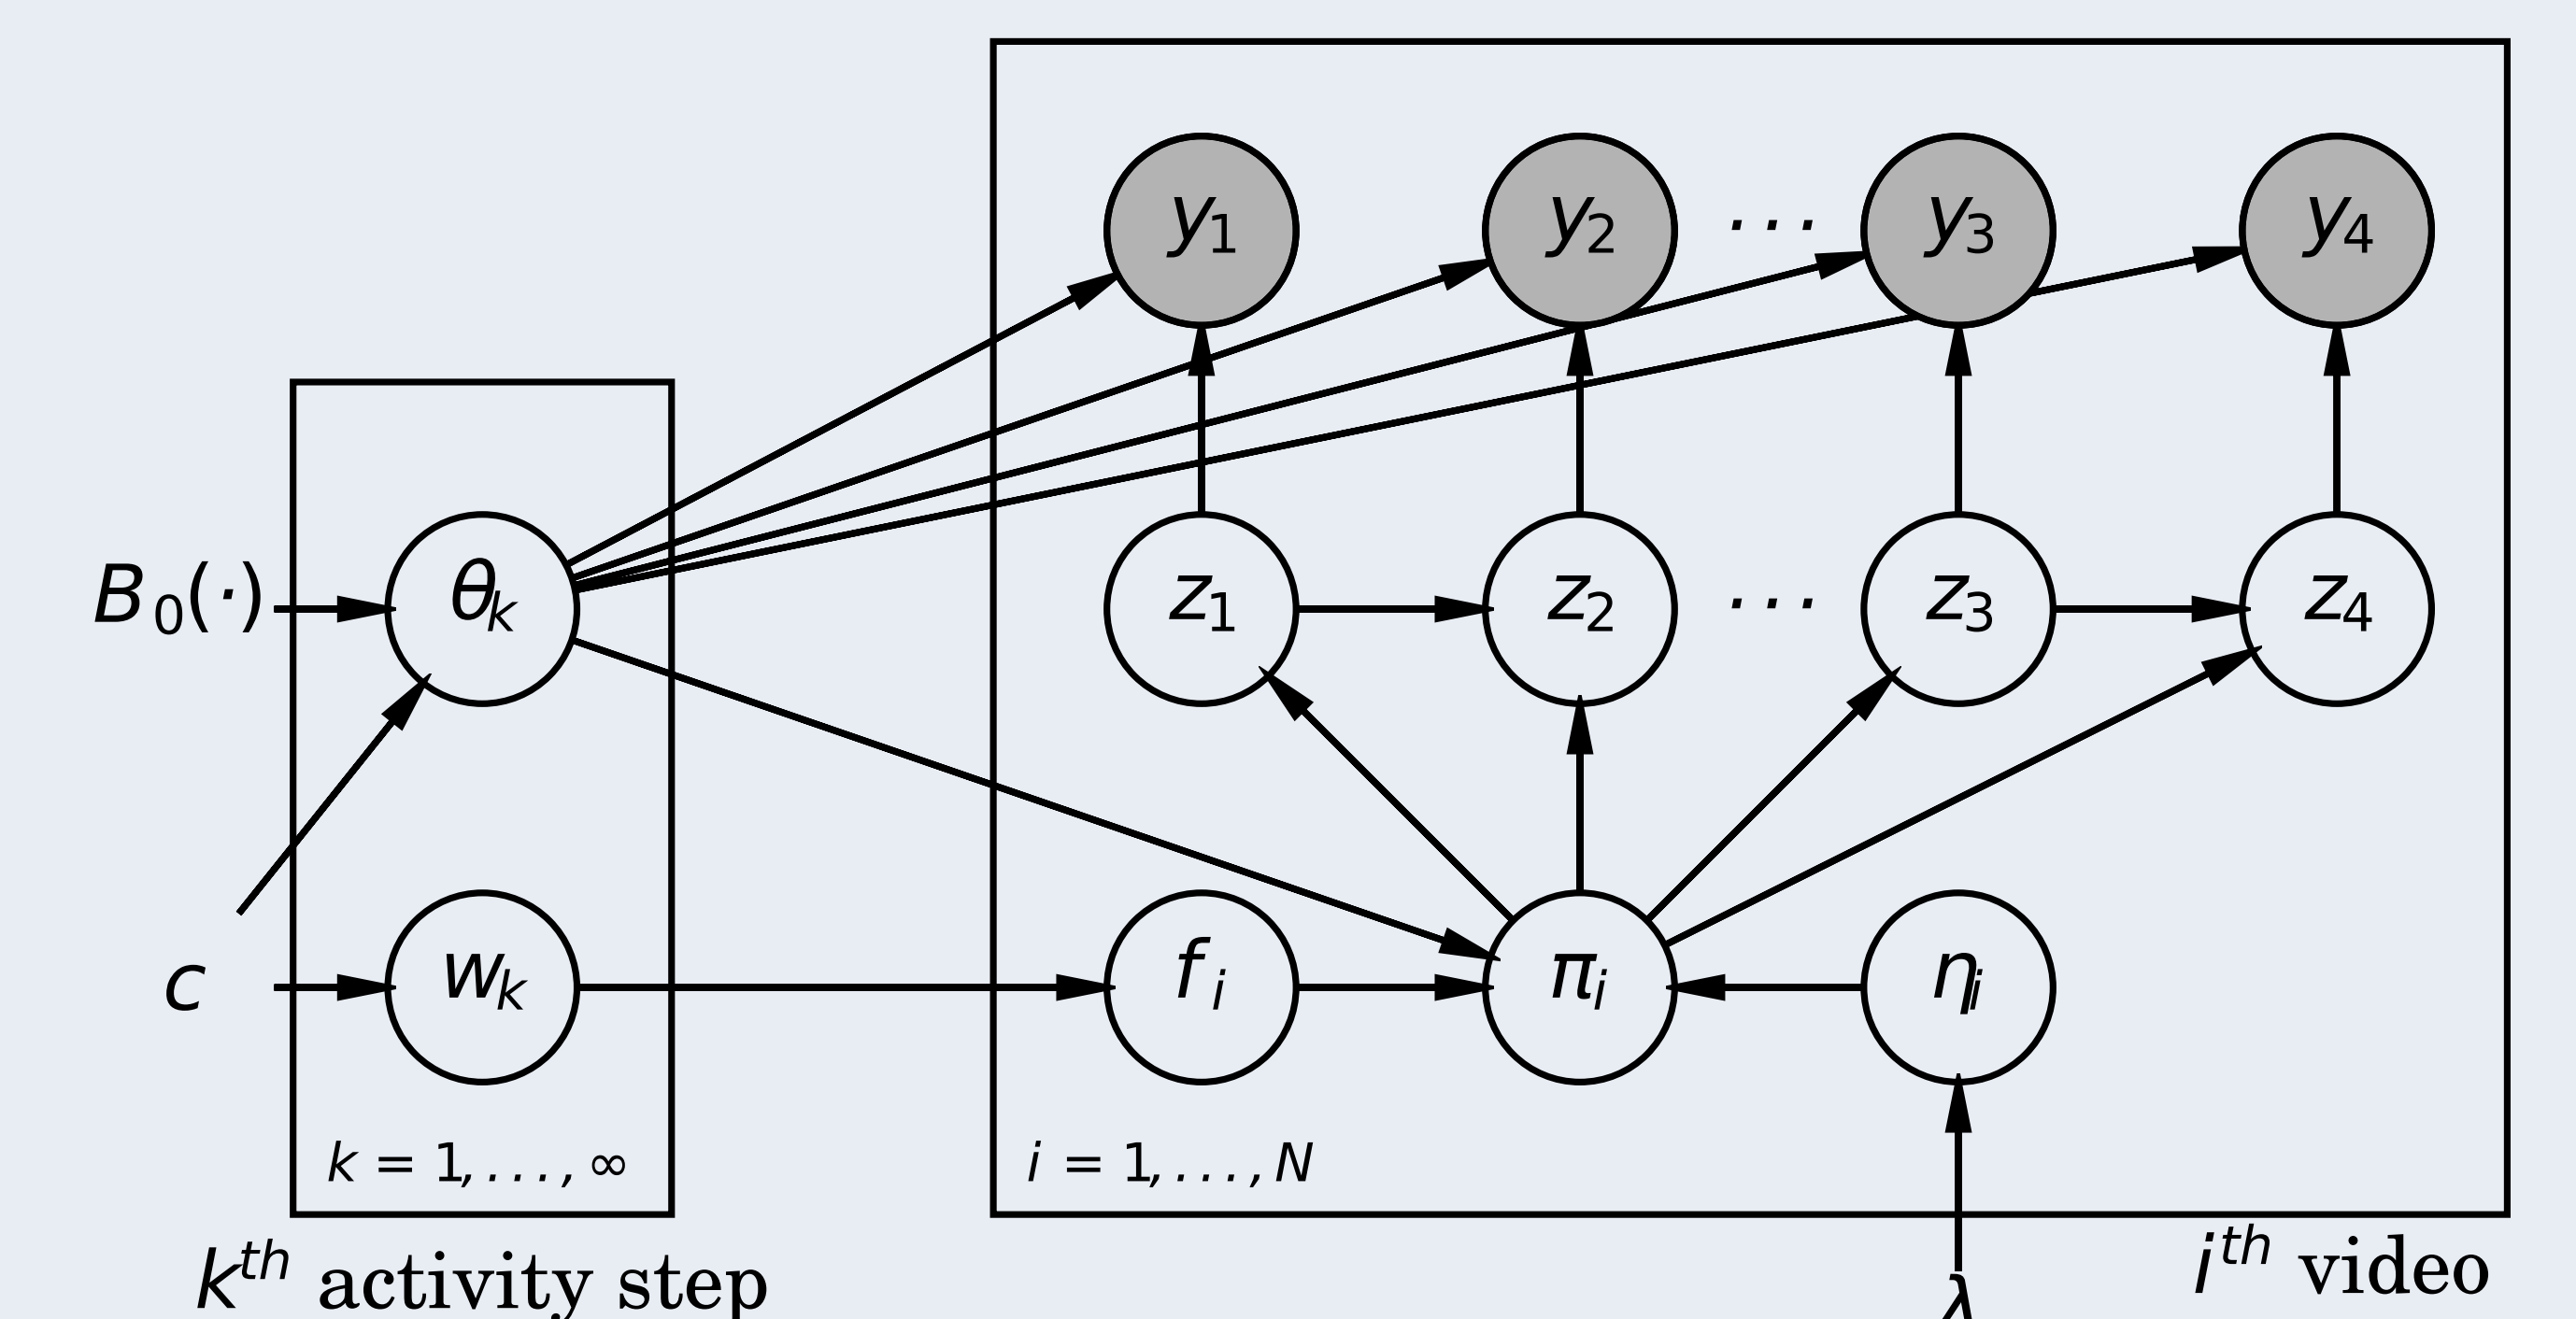 y₁ y₂ ... y₃ y₄
B₀(·) θₖ z₁ z₂ ... z₃ z₄
c wₖ fᵢ πᵢ ηᵢ
k = 1, ..., ∞ i = 1, ..., N
kᵗʰ activity step λ iᵗʰ video